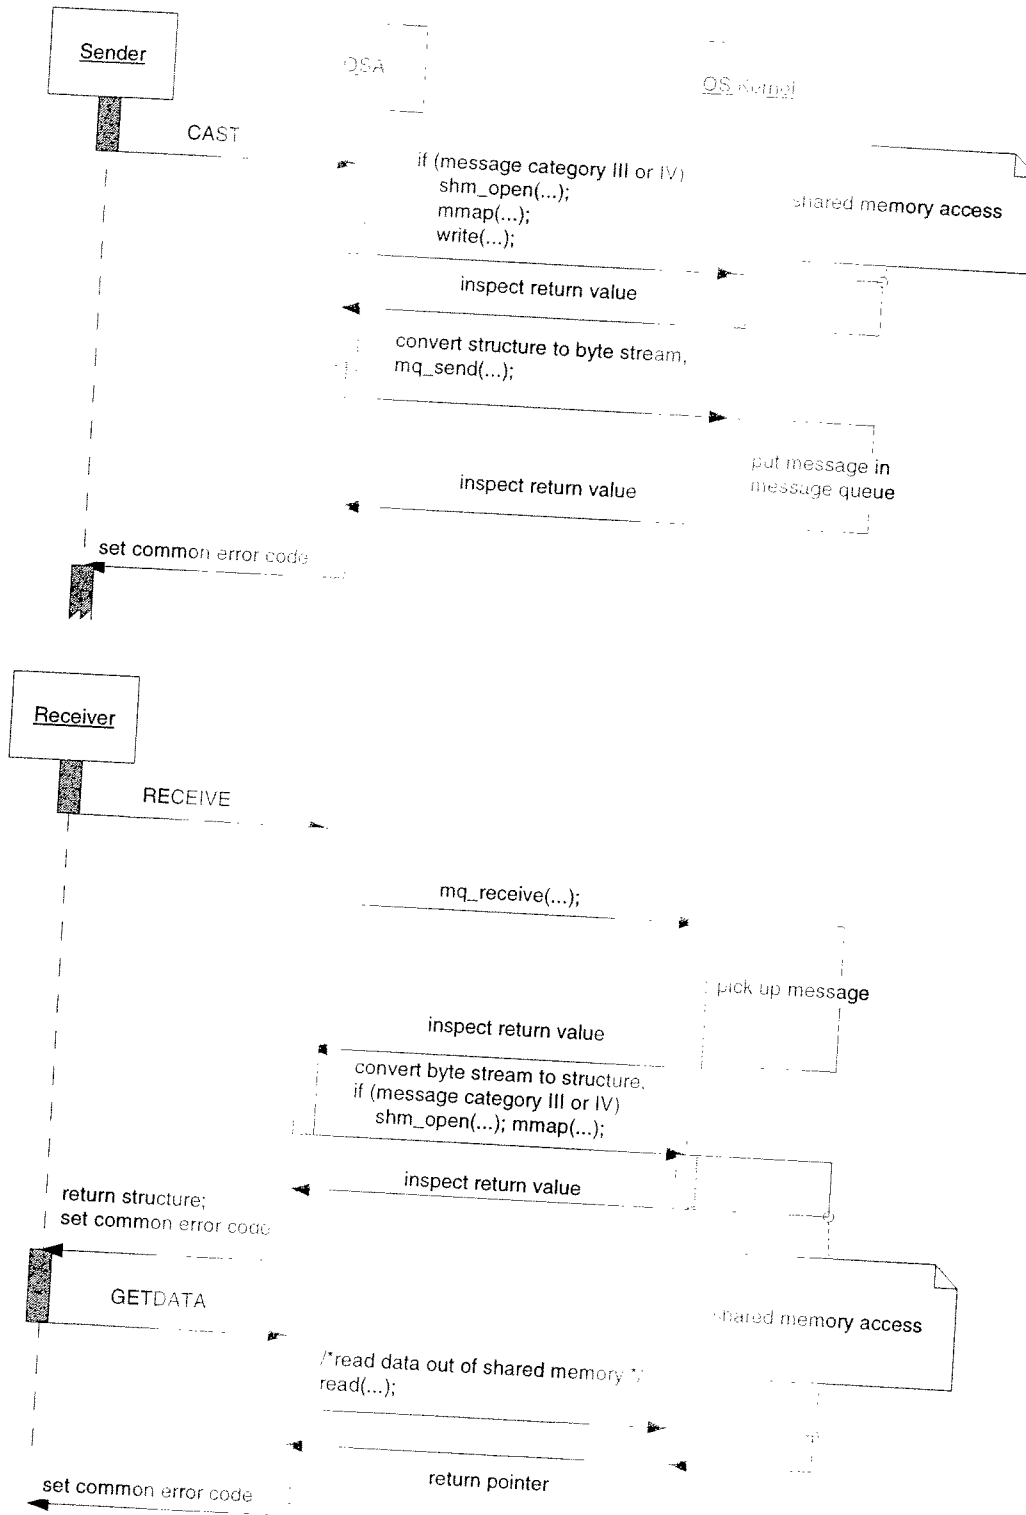 Sender
QSA
OS Kernel
CAST
if (message category III or IV)
shm_open(...);
mmap(...);
write(...);
shared memory access
inspect return value
convert structure to byte stream,
mq_send(...);
put message in
message queue
inspect return value
set common error code
Receiver
RECEIVE
mq_receive(...);
pick up message
inspect return value
convert byte stream to structure,
if (message category III or IV)
shm_open(...); mmap(...);
inspect return value
return structure;
set common error code
GETDATA
shared memory access
/*read data out of shared memory */
read(...);
return pointer
set common error code